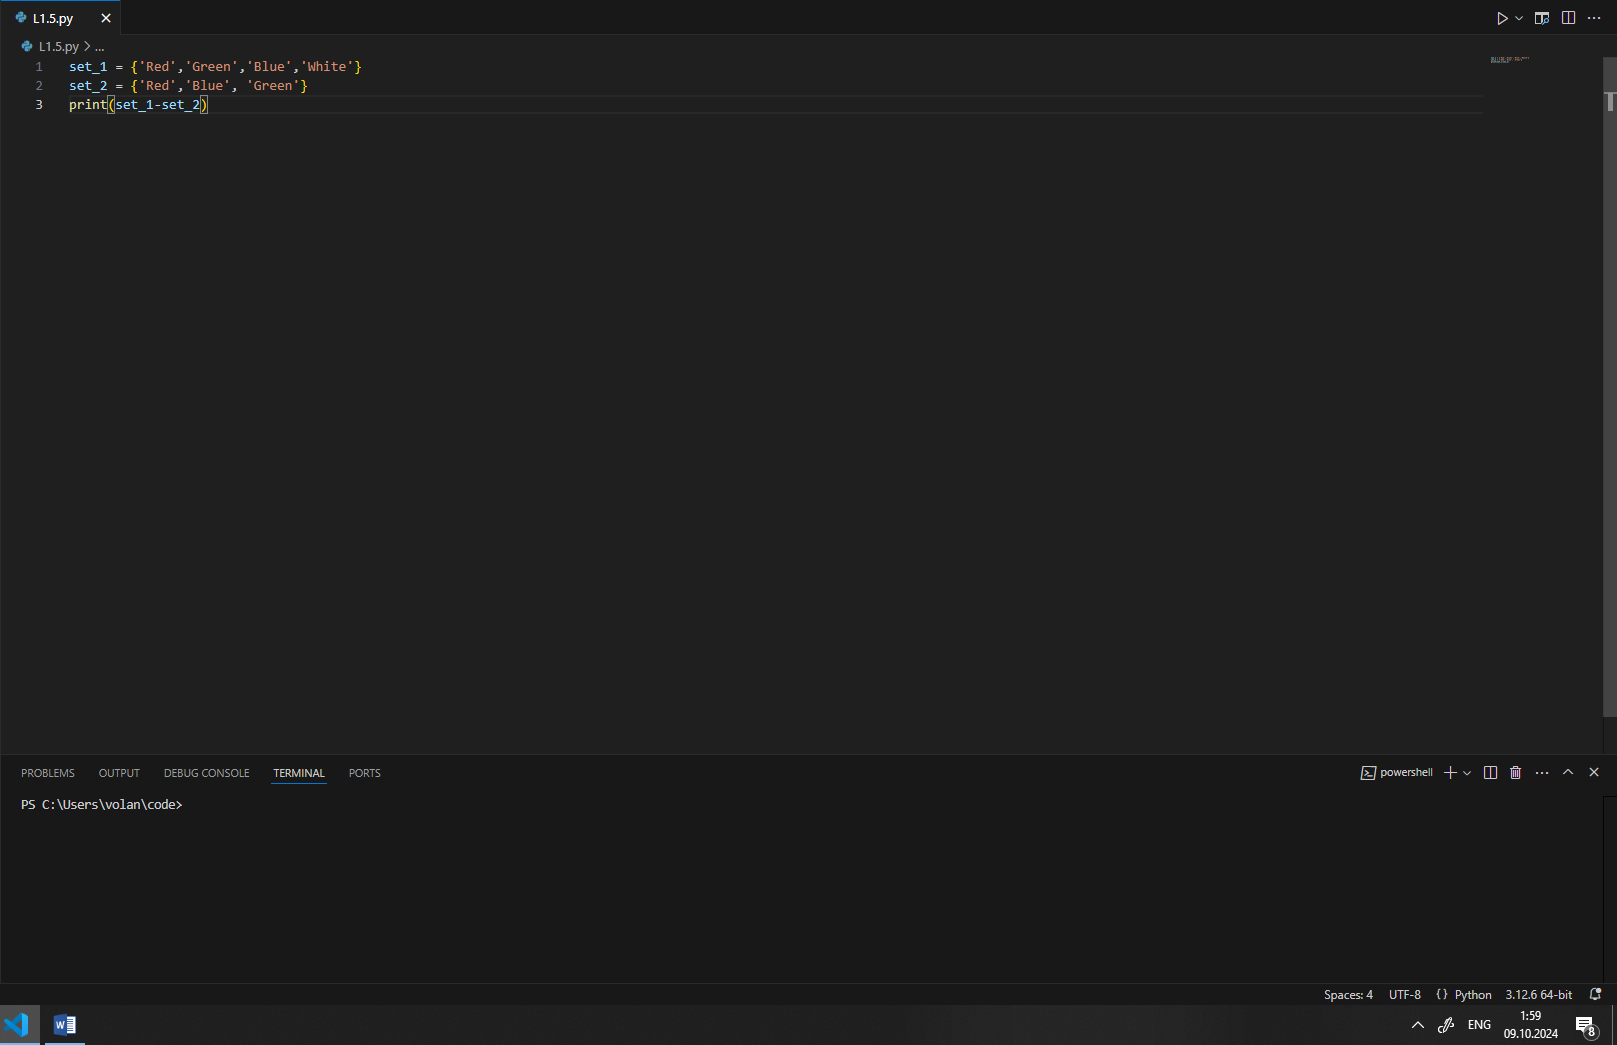 L1.5.py
L1.5.py > ...
1 set_1 = {'Red','Green','Blue','White'}
2 set_2 = {'Red','Blue', 'Green'}
3 print(set_1-set_2)
PROBLEMS OUTPUT DEBUG CONSOLE TERMINAL PORTS powershell
PS C:\Users\volan\code>
Spaces: 4 UTF-8 {} Python 3.12.6 64-bit
W
ENG
1:59
09.10.2024
8